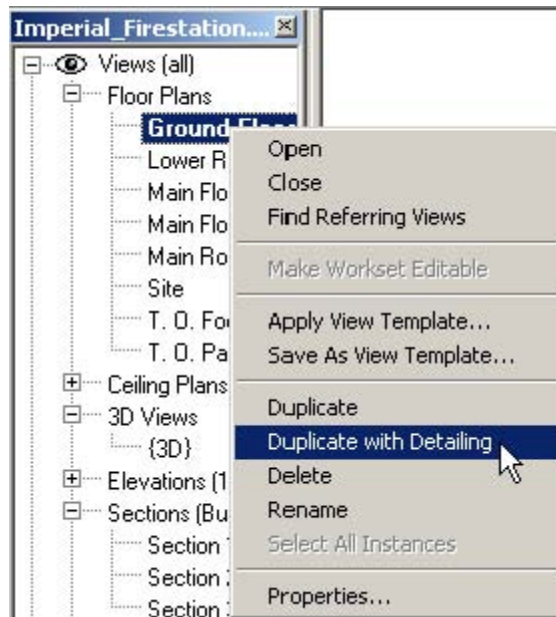 Imperial_Firestation....
Views (all)
Floor Plans
Ground Floor
Lower R
Main Flo
Main Flo
Main Ro
Site
T. O. Fo
T. O. Pa
Ceiling Plans
3D Views
{3D}
Elevations (1
Sections (Bu
Section
Section
Section
Open
Close
Find Referring Views
Make Workset Editable
Apply View Template...
Save As View Template...
Duplicate
Duplicate with Detailing
Delete
Rename
Select All Instances
Properties...